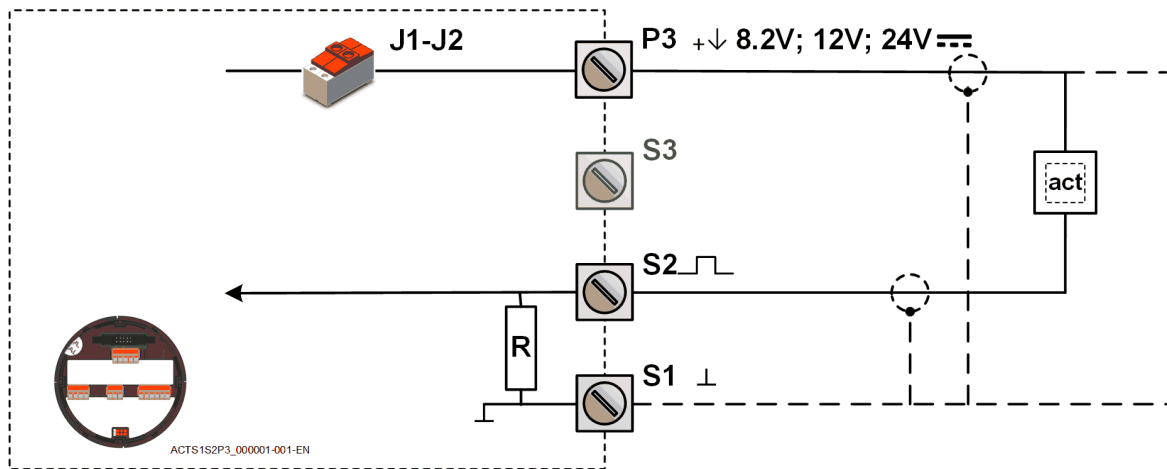 J1-J2
P3 +↓ 8.2V; 12V; 24V
S3
act
S2
R
S1 ⊥
ACTS1S2P3_000001-001-EN